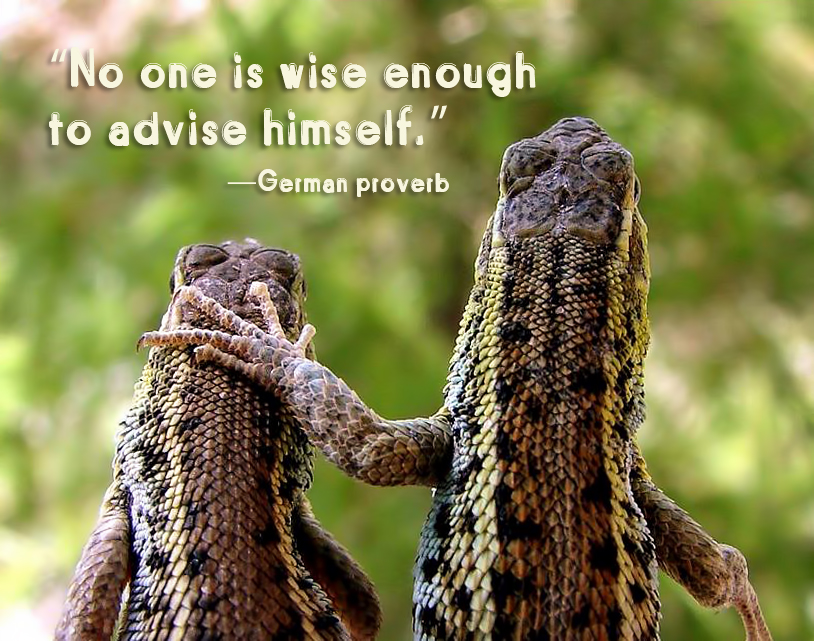 “No one is wise enough
to advise himself.”
—German proverb